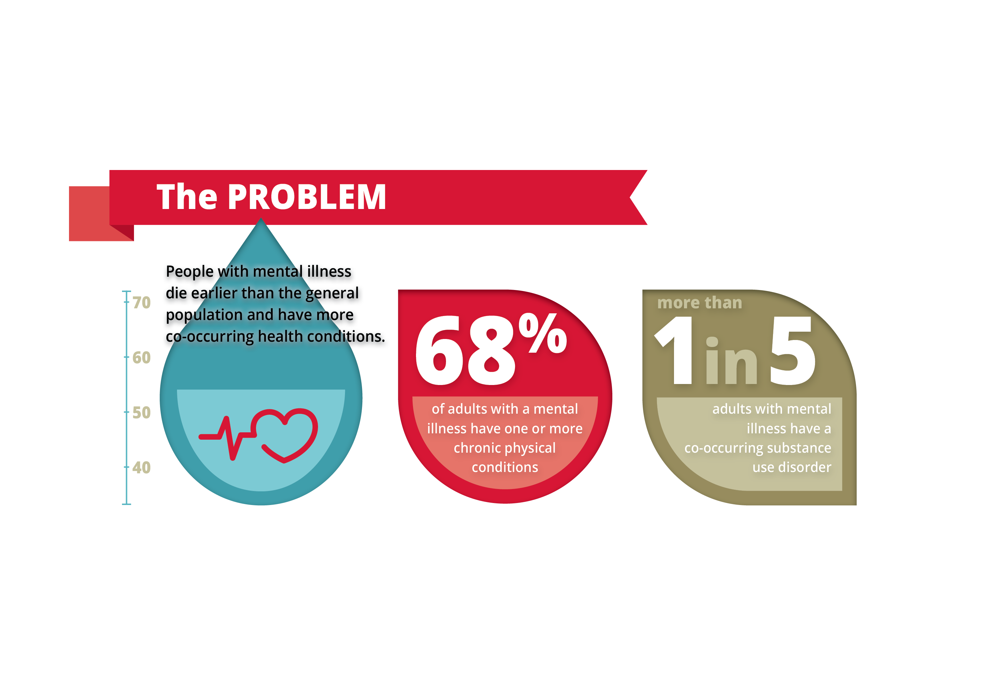 The PROBLEM
People with mental illness
die earlier than the general
population and have more
co-occurring health conditions.
70
60
50
40
68%
of adults with a mental
illness have one or more
chronic physical
conditions
more than
1 in 5
adults with mental
illness have a
co-occurring substance
use disorder